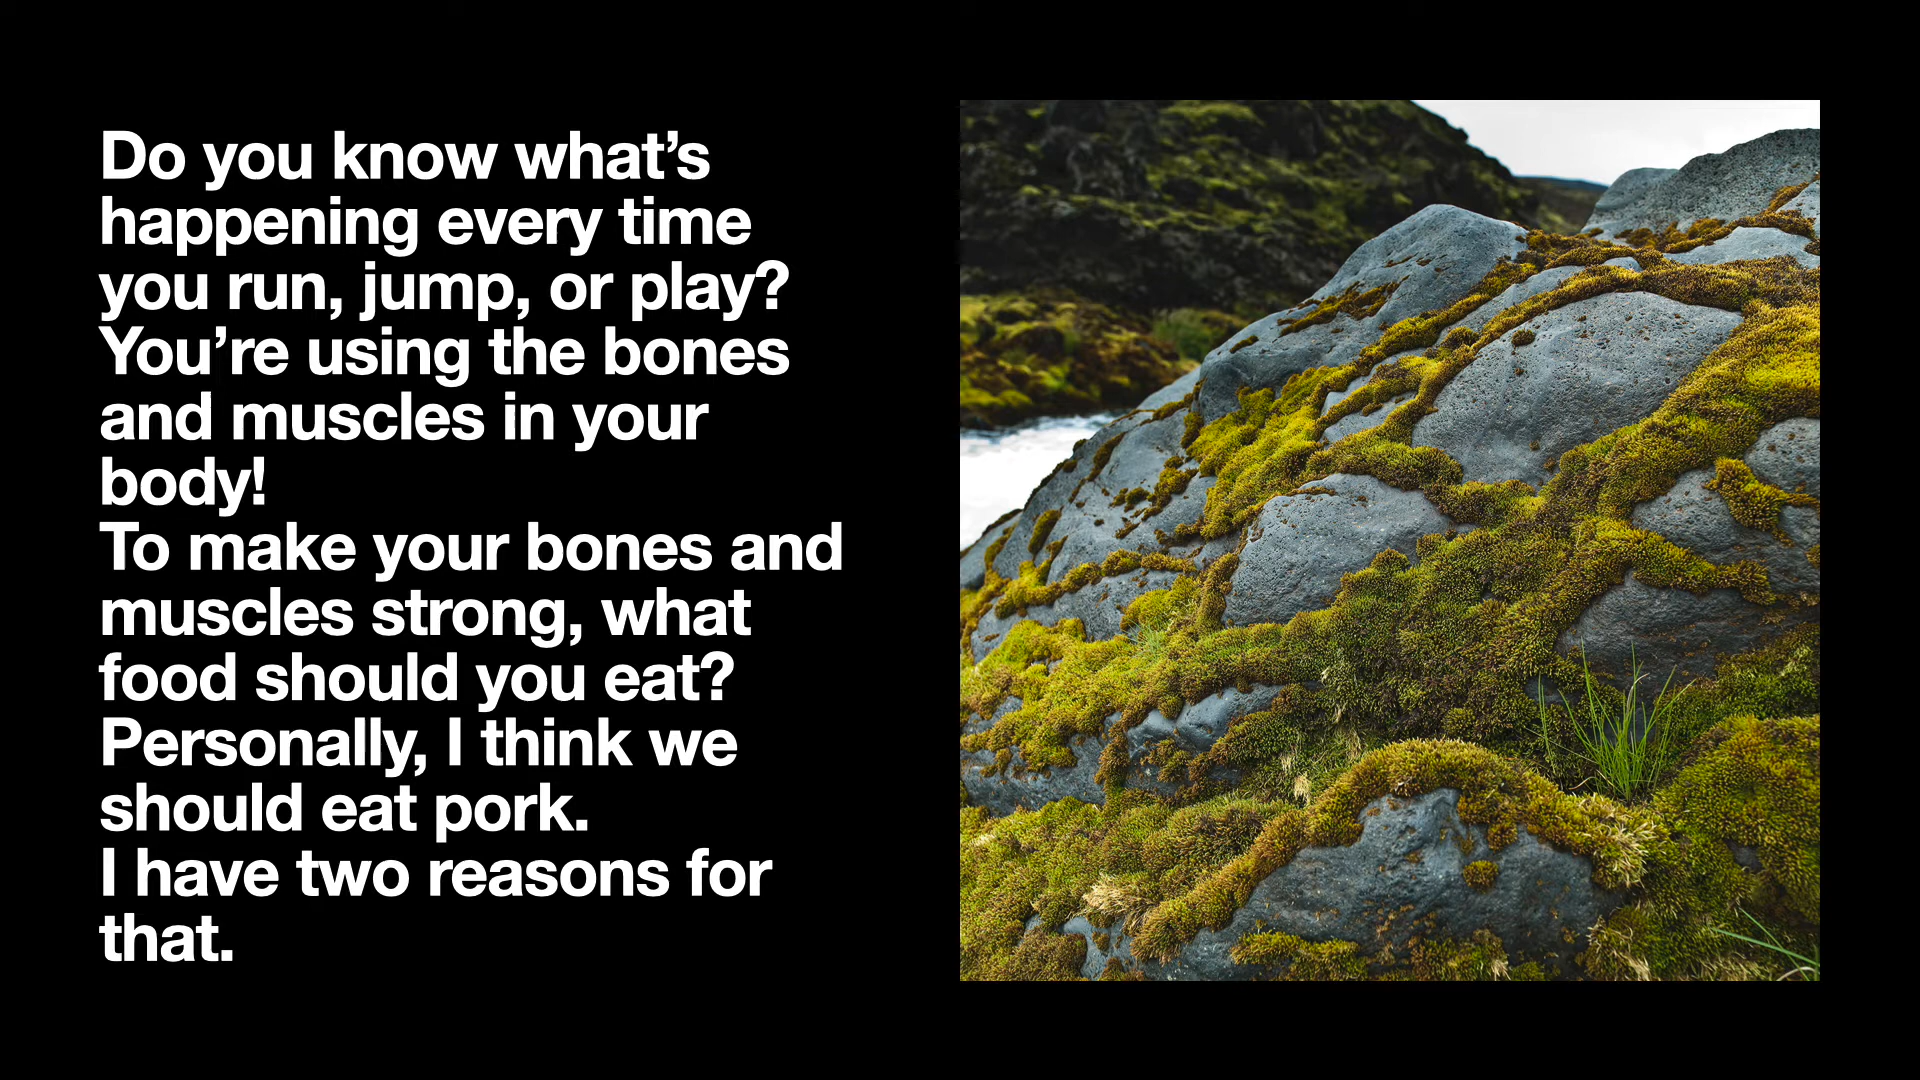 Do you know what’s
happening every time
you run, jump, or play?
You’re using the bones
and muscles in your
body!
To make your bones and
muscles strong, what
food should you eat?
Personally, I think we
should eat pork.
I have two reasons for
that.